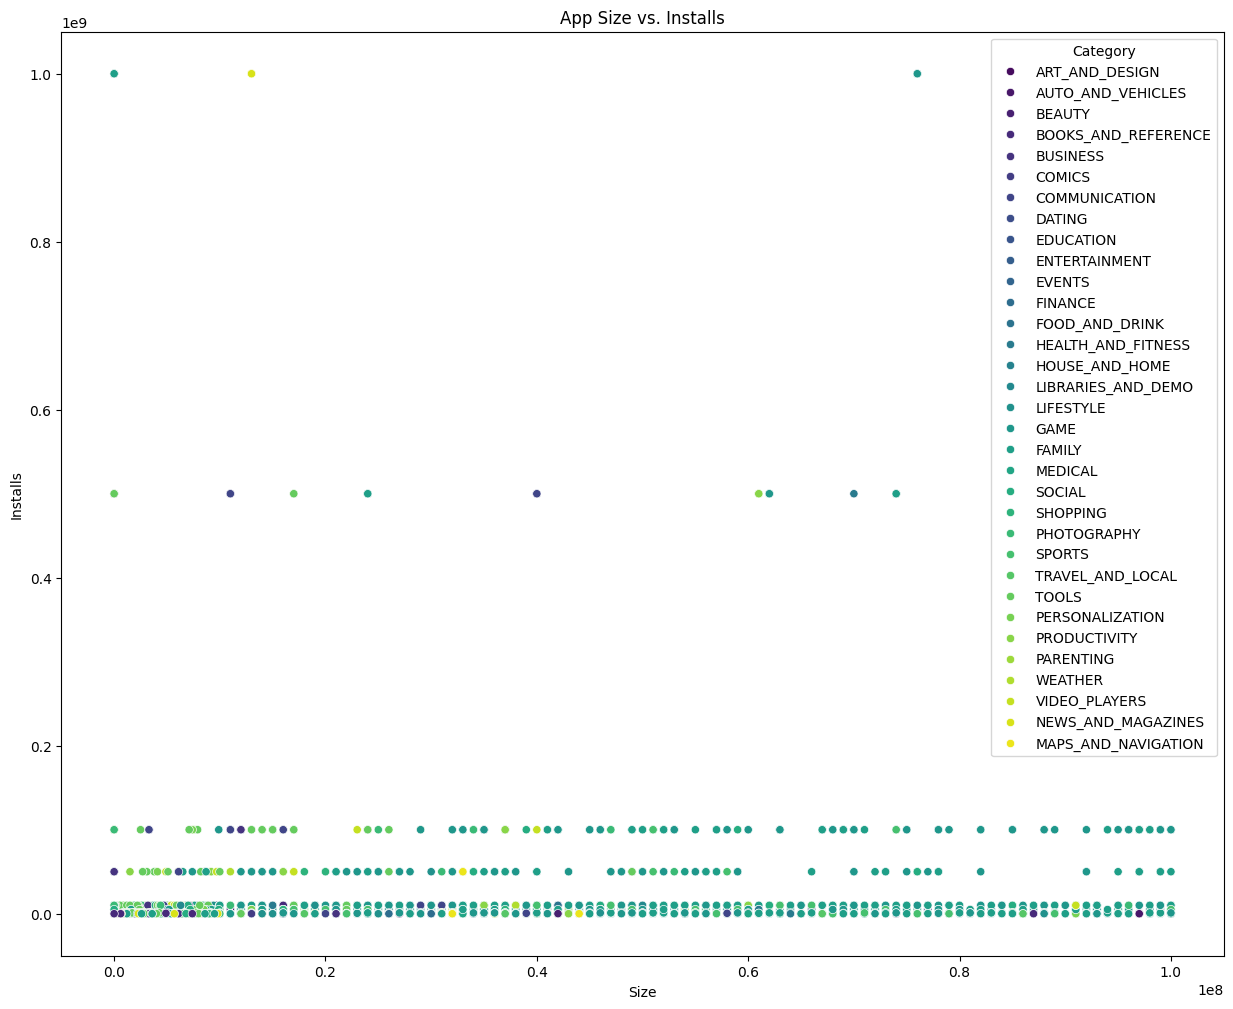 App Size vs. Installs
1e9
1.0
0.8
0.6
0.4
0.2
0.0
Installs
0.0
0.2
0.4
0.6
0.8
1.0
1e8
Size
Category
ART_AND_DESIGN
AUTO_AND_VEHICLES
BEAUTY
BOOKS_AND_REFERENCE
BUSINESS
COMICS
COMMUNICATION
DATING
EDUCATION
ENTERTAINMENT
EVENTS
FINANCE
FOOD_AND_DRINK
HEALTH_AND_FITNESS
HOUSE_AND_HOME
LIBRARIES_AND_DEMO
LIFESTYLE
GAME
FAMILY
MEDICAL
SOCIAL
SHOPPING
PHOTOGRAPHY
SPORTS
TRAVEL_AND_LOCAL
TOOLS
PERSONALIZATION
PRODUCTIVITY
PARENTING
WEATHER
VIDEO_PLAYERS
NEWS_AND_MAGAZINES
MAPS_AND_NAVIGATION